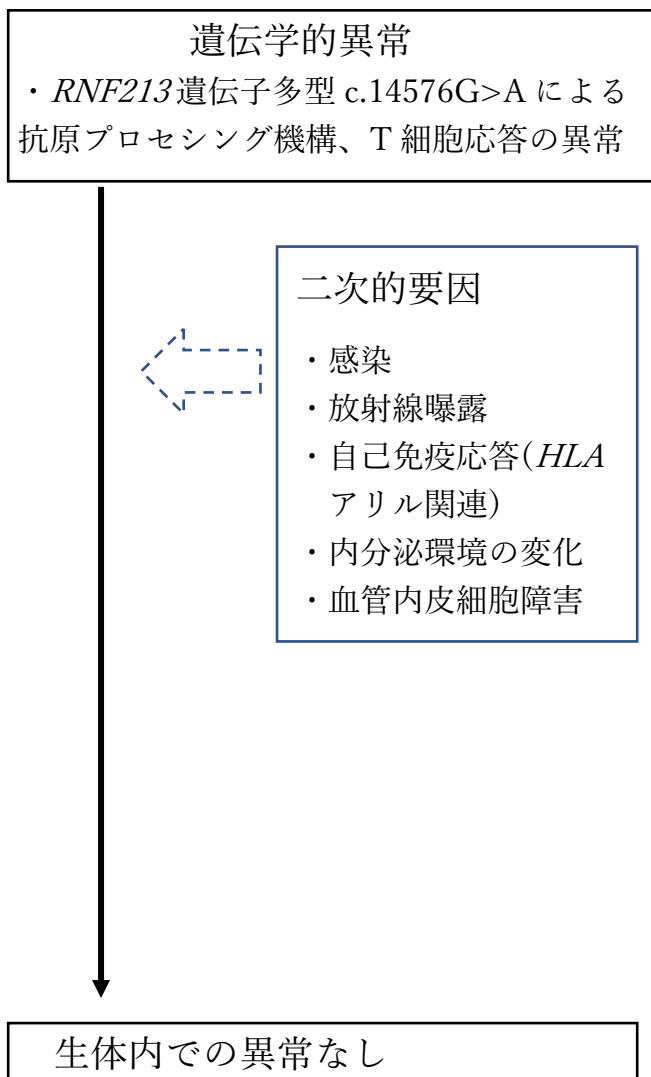 遺伝学的異常
・RNF213遺伝子多型 c.14576G>A による
抗原プロセシング機構、T 細胞応答の異常
二次的要因
・感染
・放射線曝露
・自己免疫応答(HLA
アリル関連)
・内分泌環境の変化
・血管内皮細胞障害
生体内での異常なし